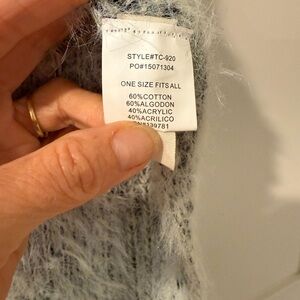 STYLE#TC-920
PO#15071304
ONE SIZE FITS ALL
60%COTTON
60%ALGODON
40%ACRYLIC
40%ACRILICO